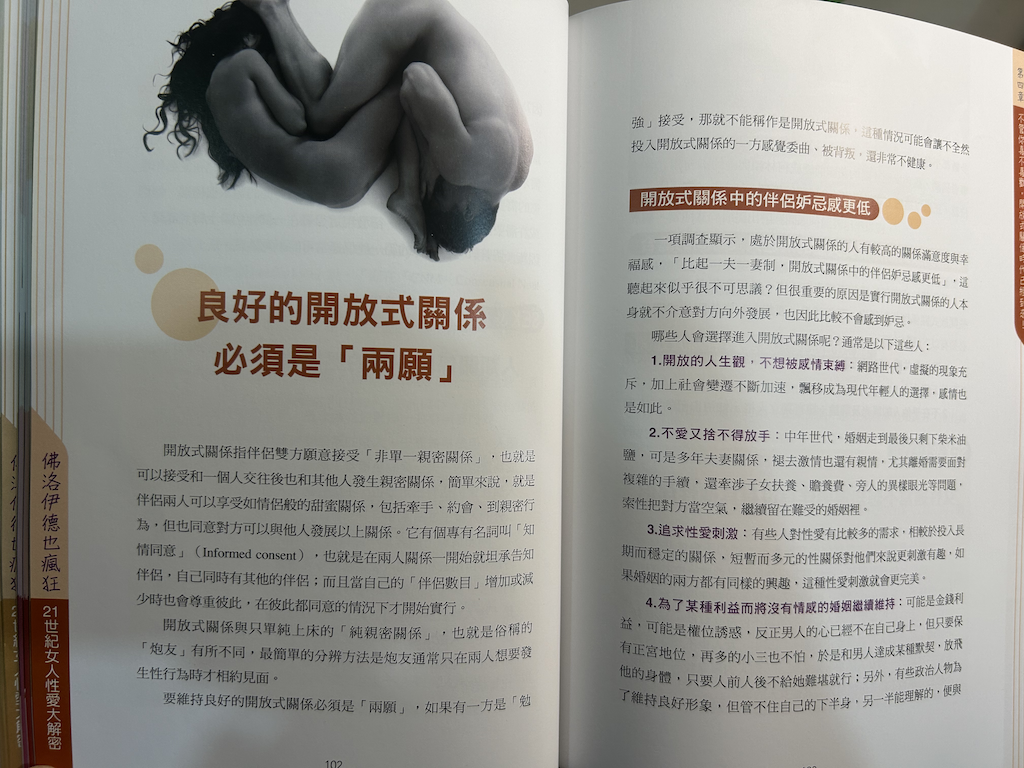 良好的開放式關係
必須是「兩願」
開放式關係指伴侶雙方願意接受「非單一親密關係」，也就是
可以接受和一個人交往後也和其他人發生親密關係，簡單來說，就是
伴侶兩人可以享受如情侶般的甜蜜關係，包括牽手、約會、到親密行
為，但也同意對方可以與他人發展以上關係。它有個專有名詞叫「知
情同意」（Informed consent），也就是在兩人關係一開始就坦承告知
伴侶，自己同時有其他的伴侶；而且當自己的「伴侶數目」增加或減
少時也會尊重彼此，在彼此都同意的情況下才開始實行。
開放式關係與只單純上床的「純親密關係」，也就是俗稱的
「炮友」有所不同，最簡單的分辨方法是炮友通常只在兩人想要發
生性行為時才相約見面。
要維持良好的開放式關係必須是「兩願」，如果有一方是「勉
102
佛洛伊德也瘋狂
21世紀女人性愛大解密
強」接受，那就不能稱作是開放式關係，這種情況可能會讓不全然
投入開放式關係的一方感覺委曲、被背叛，還非常不健康。
開放式關係中的伴侶妒忌感更低
一項調查顯示，處於開放式關係的人有較高的關係滿意度與幸
福感，「比起一夫一妻制，開放式關係中的伴侶妒忌感更低」，這
聽起來似乎很不可思議？但很重要的原因是實行開放式關係的人本
身就不介意對方向外發展，也因此比較不會感到妒忌。
哪些人會選擇進入開放式關係呢？通常是以下這些人：
1.開放的人生觀，不想被感情束縛：網路世代，虛擬的現象充
斥，加上社會變遷不斷加速，飄移成為現代年輕人的選擇，感情也
是如此。
2.不愛又捨不得放手：中年世代，婚姻走到最後只剩下柴米油
鹽，可是多年夫妻關係，褪去激情也還有親情，尤其離婚需要面對
複雜的手續，還牽涉子女扶養、贍養費、旁人的異樣眼光等問題，
索性把對方當空氣，繼續留在難受的婚姻裡。
3.追求性愛刺激：有些人對性愛有比較多的需求，相較於投入長
期而穩定的關係、短暫而多元的性關係對他們來說更刺激有趣，如
果婚姻的兩方都有同樣的興趣，這種性愛刺激就會更完美。
4.為了某種利益而將沒有情感的婚姻繼續維持：可能是金錢利
益，可能是權位誘惑，反正男人的心已經不在自己身上，但只要保
有正宮地位，再多的小三也不怕，於是和男人達成某種默契，放飛
他的身體，只要人前人後不給她難堪就行；另外，有些政治人物為
了維持良好形象，但管不住自己的下半身，另一半能理解的，便與
第四章